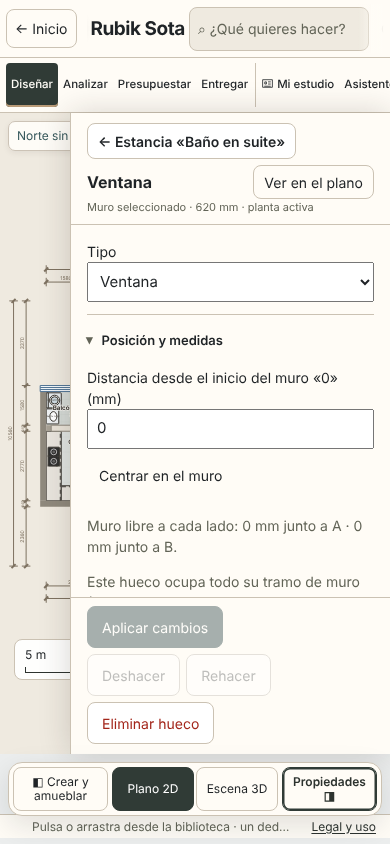 ← Inicio
Rubik Sota
¿Qué quieres hacer?
Diseñar
Analizar
Presupuestar
Entregar
Mi estudio
Asistent
Norte sin
← Estancia «Baño en suite»
Ventana
Ver en el plano
Muro seleccionado · 620 mm · planta activa
Tipo
Ventana
▼ Posición y medidas
Distancia desde el inicio del muro «0»
(mm)
0
Centrar en el muro
Muro libre a cada lado: 0 mm junto a A · 0
mm junto a B.
Este hueco ocupa todo su tramo de muro
Balcó
5 m
Aplicar cambios
Deshacer
Rehacer
Eliminar hueco
Crear y
amueblar
Plano 2D
Escena 3D
Propiedades
Pulsa o arrastra desde la biblioteca · un ded...
Legal y uso